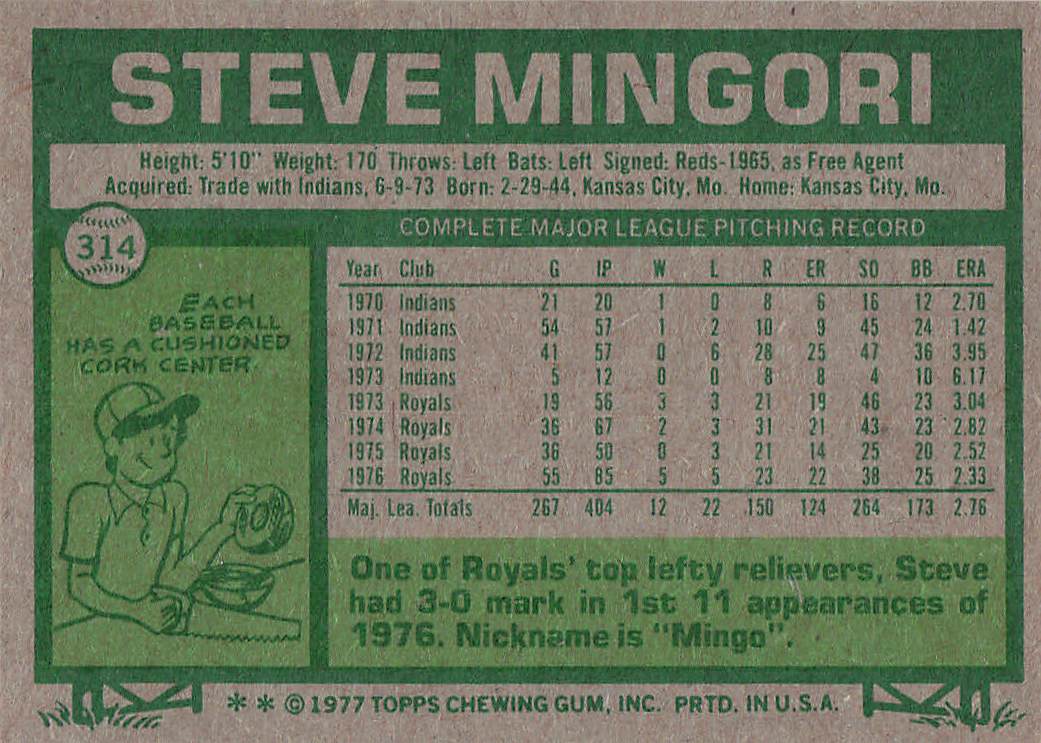 STEVE MINGORI
Height: 5'10" Weight: 170 Throws: Left Bats: Left Signed: Reds-1965, as Free Agent
Acquired: Trade with Indians, 6-9-73 Born: 2-29-44, Kansas City, Mo. Home: Kansas City, Mo.
314
EACH
BASEBALL
HAS A CUSHIONED
CORK CENTER.
COMPLETE MAJOR LEAGUE PITCHING RECORD
Year Club G IP W L R ER SO BB ERA
1970 Indians 21 20 1 0 8 6 16 12 2.70
1971 Indians 54 57 1 2 10 9 45 24 1.42
1972 Indians 41 57 0 6 28 25 47 36 3.95
1973 Indians 5 12 0 0 8 8 4 10 6.17
1973 Royals 19 56 3 3 21 19 46 23 3.04
1974 Royals 36 67 2 3 31 21 43 23 2.82
1975 Royals 36 50 0 3 21 14 25 20 2.52
1976 Royals 55 85 5 5 23 22 38 25 2.33
Maj. Lea. Totals 267 404 12 22 150 124 264 173 2.76
One of Royals' top lefty relievers, Steve
had 3-0 mark in 1st 11 appearances of
1976. Nickname is "Mingo".
* * © 1977 TOPPS CHEWING GUM, INC. PRTD. IN U.S.A.